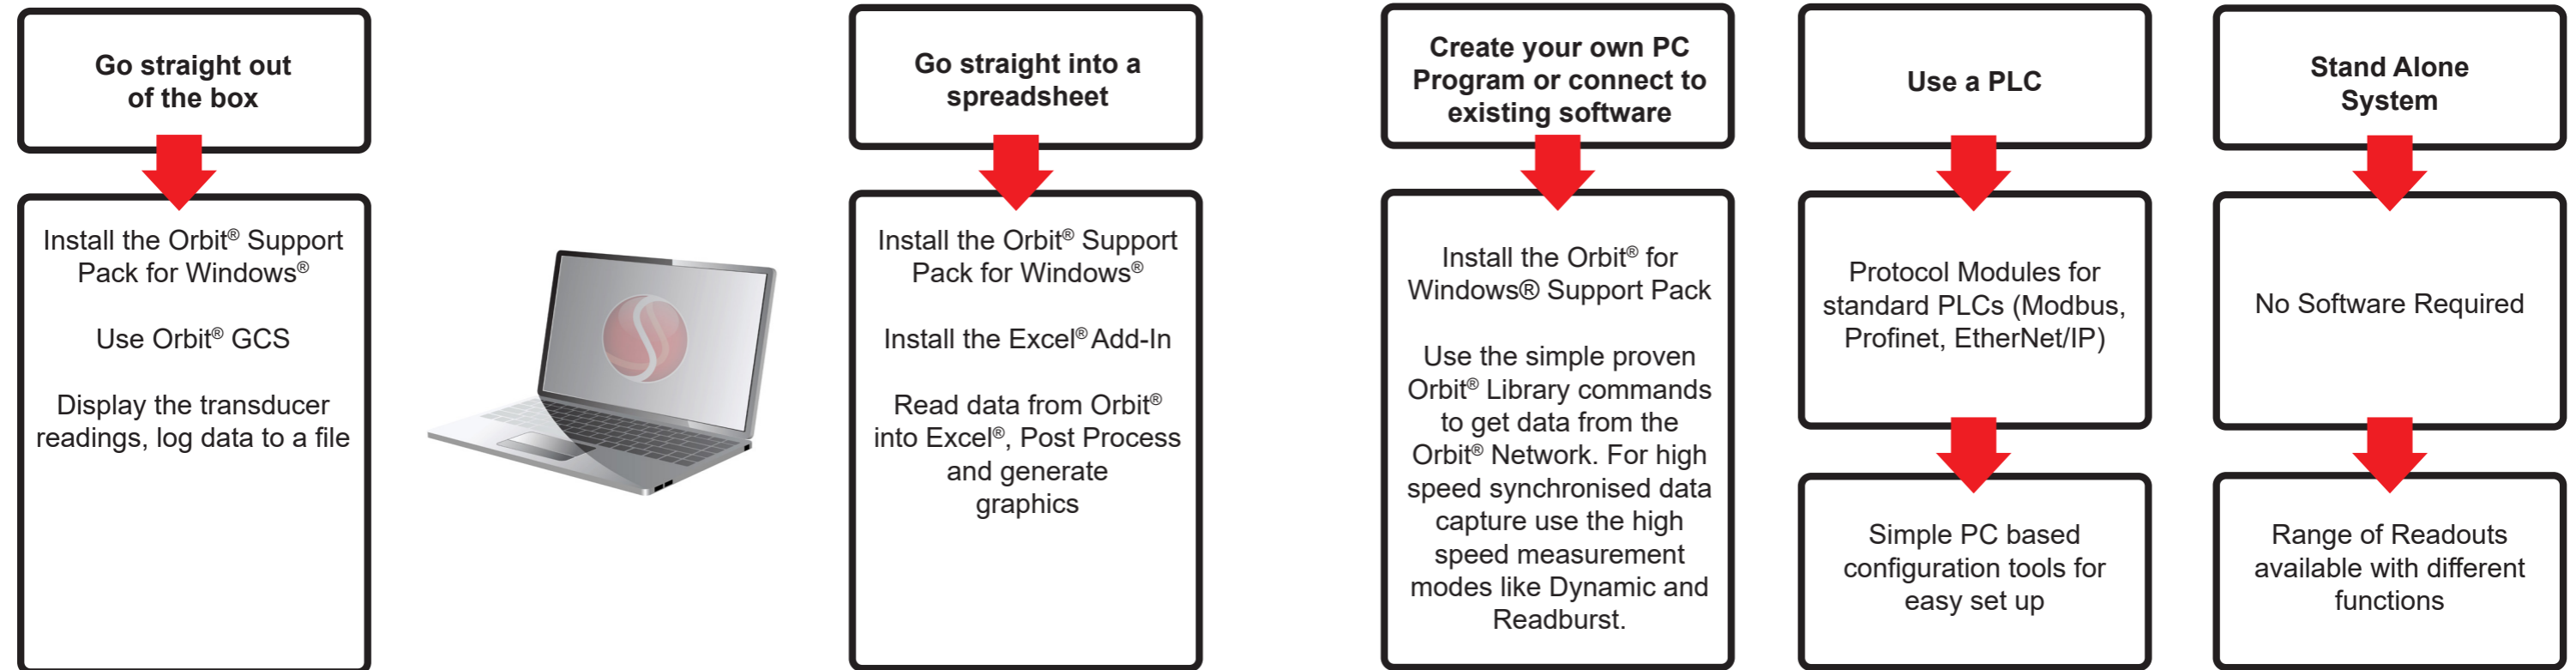 Go straight out
of the box
Install the Orbit® Support
Pack for Windows®
Use Orbit® GCS
Display the transducer
readings, log data to a file
Go straight into a
spreadsheet
Install the Orbit® Support
Pack for Windows®
Install the Excel® Add-In
Read data from Orbit®
into Excel®, Post Process
and generate
graphics
Create your own PC
Program or connect to
existing software
Install the Orbit® for
Windows® Support Pack
Use the simple proven
Orbit® Library commands
to get data from the
Orbit® Network. For high
speed synchronised data
capture use the high
speed measurement
modes like Dynamic and
Readburst.
Use a PLC
Protocol Modules for
standard PLCs (Modbus,
Profinet, EtherNet/IP)
Simple PC based
configuration tools for
easy set up
Stand Alone
System
No Software Required
Range of Readouts
available with different
functions